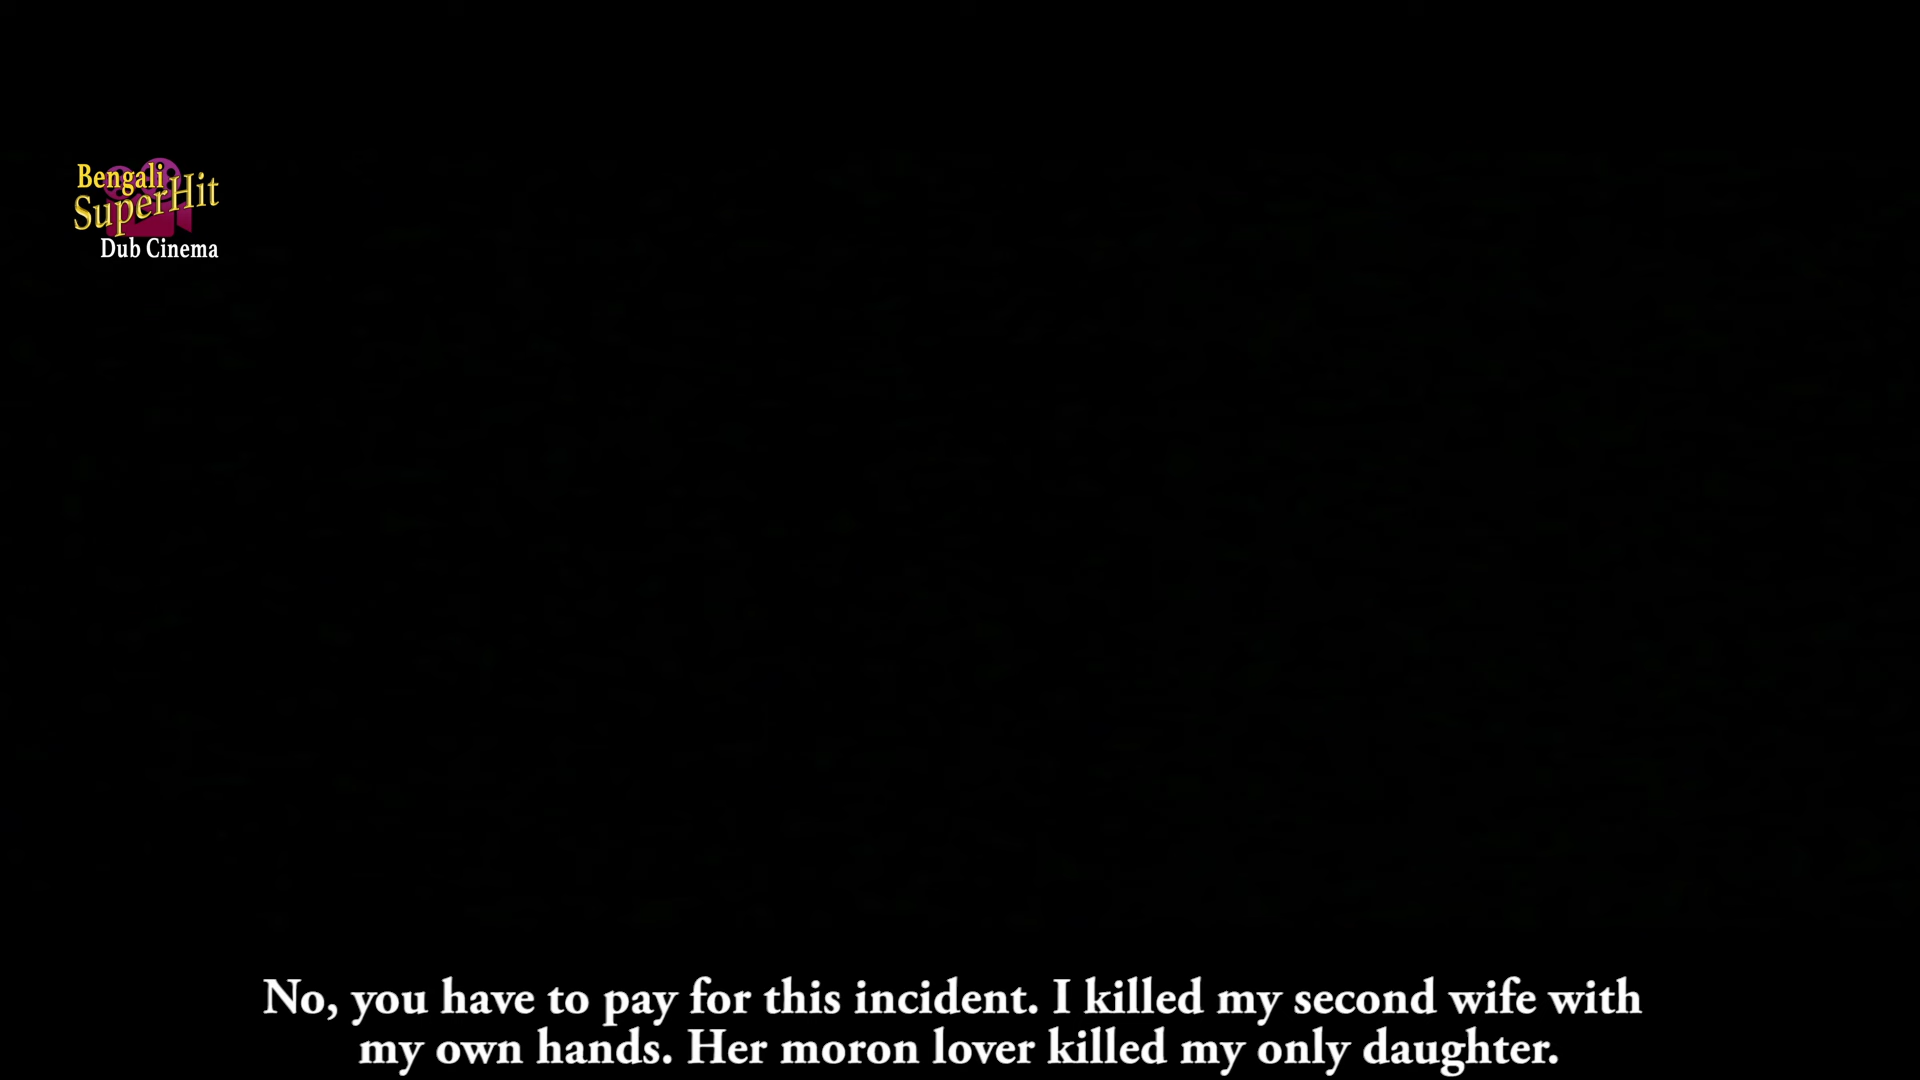 Bengali
SuperHit
Dub Cinema
No, you have to pay for this incident. I killed my second wife with
my own hands. Her moron lover killed my only daughter.